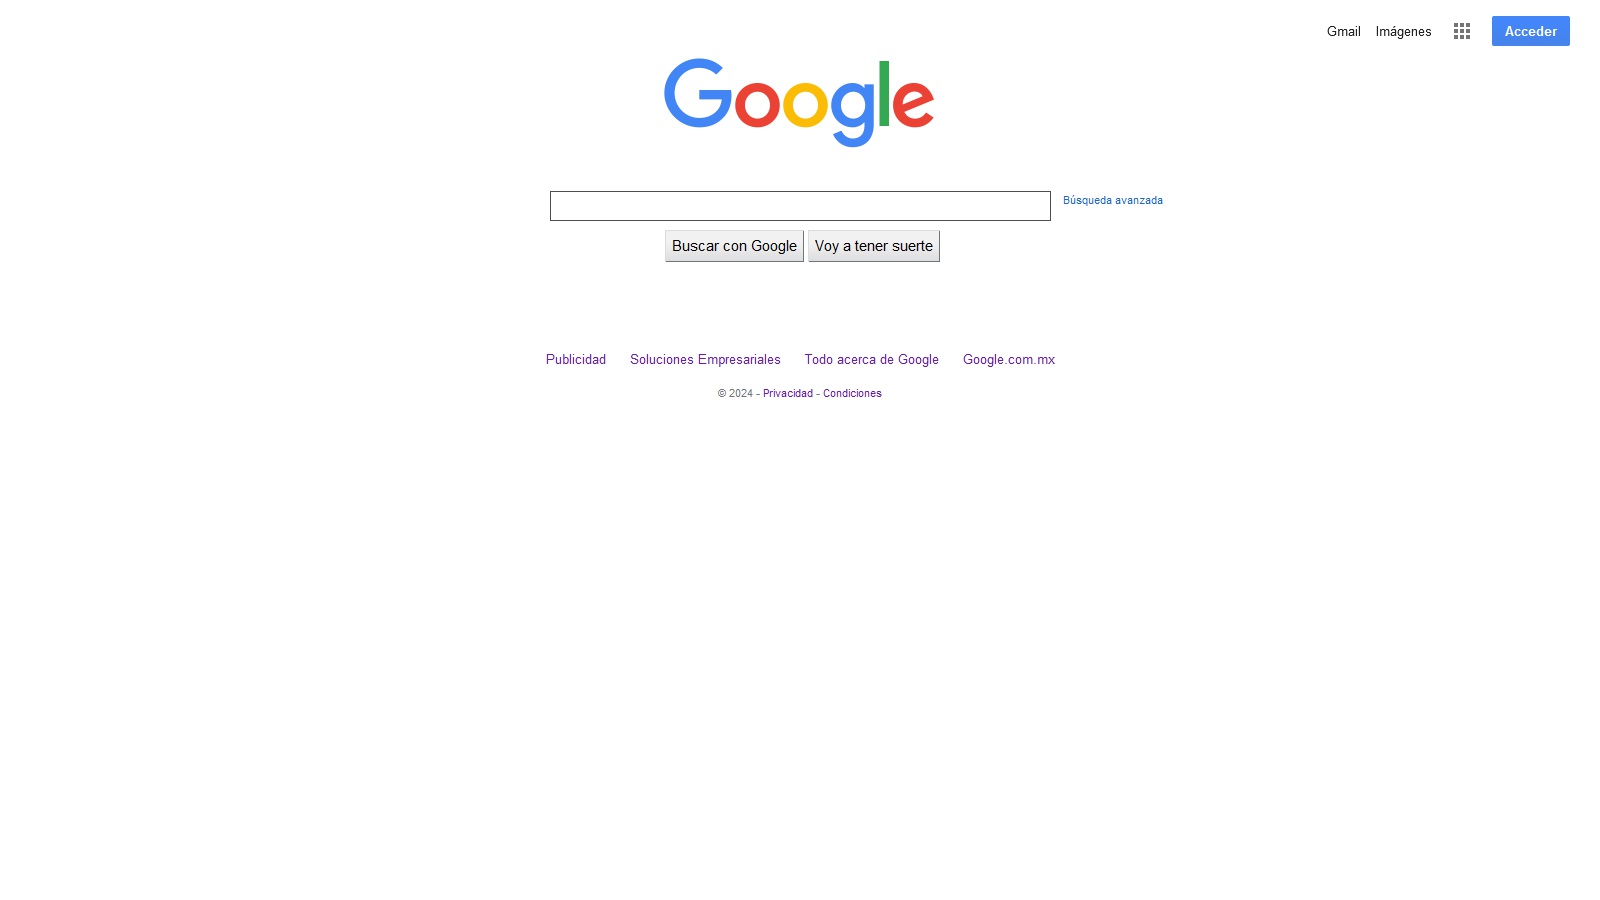 Gmail Imágenes Acceder
Google
Búsqueda avanzada
Buscar con Google Voy a tener suerte
Publicidad Soluciones Empresariales Todo acerca de Google Google.com.mx
© 2024 - Privacidad - Condiciones